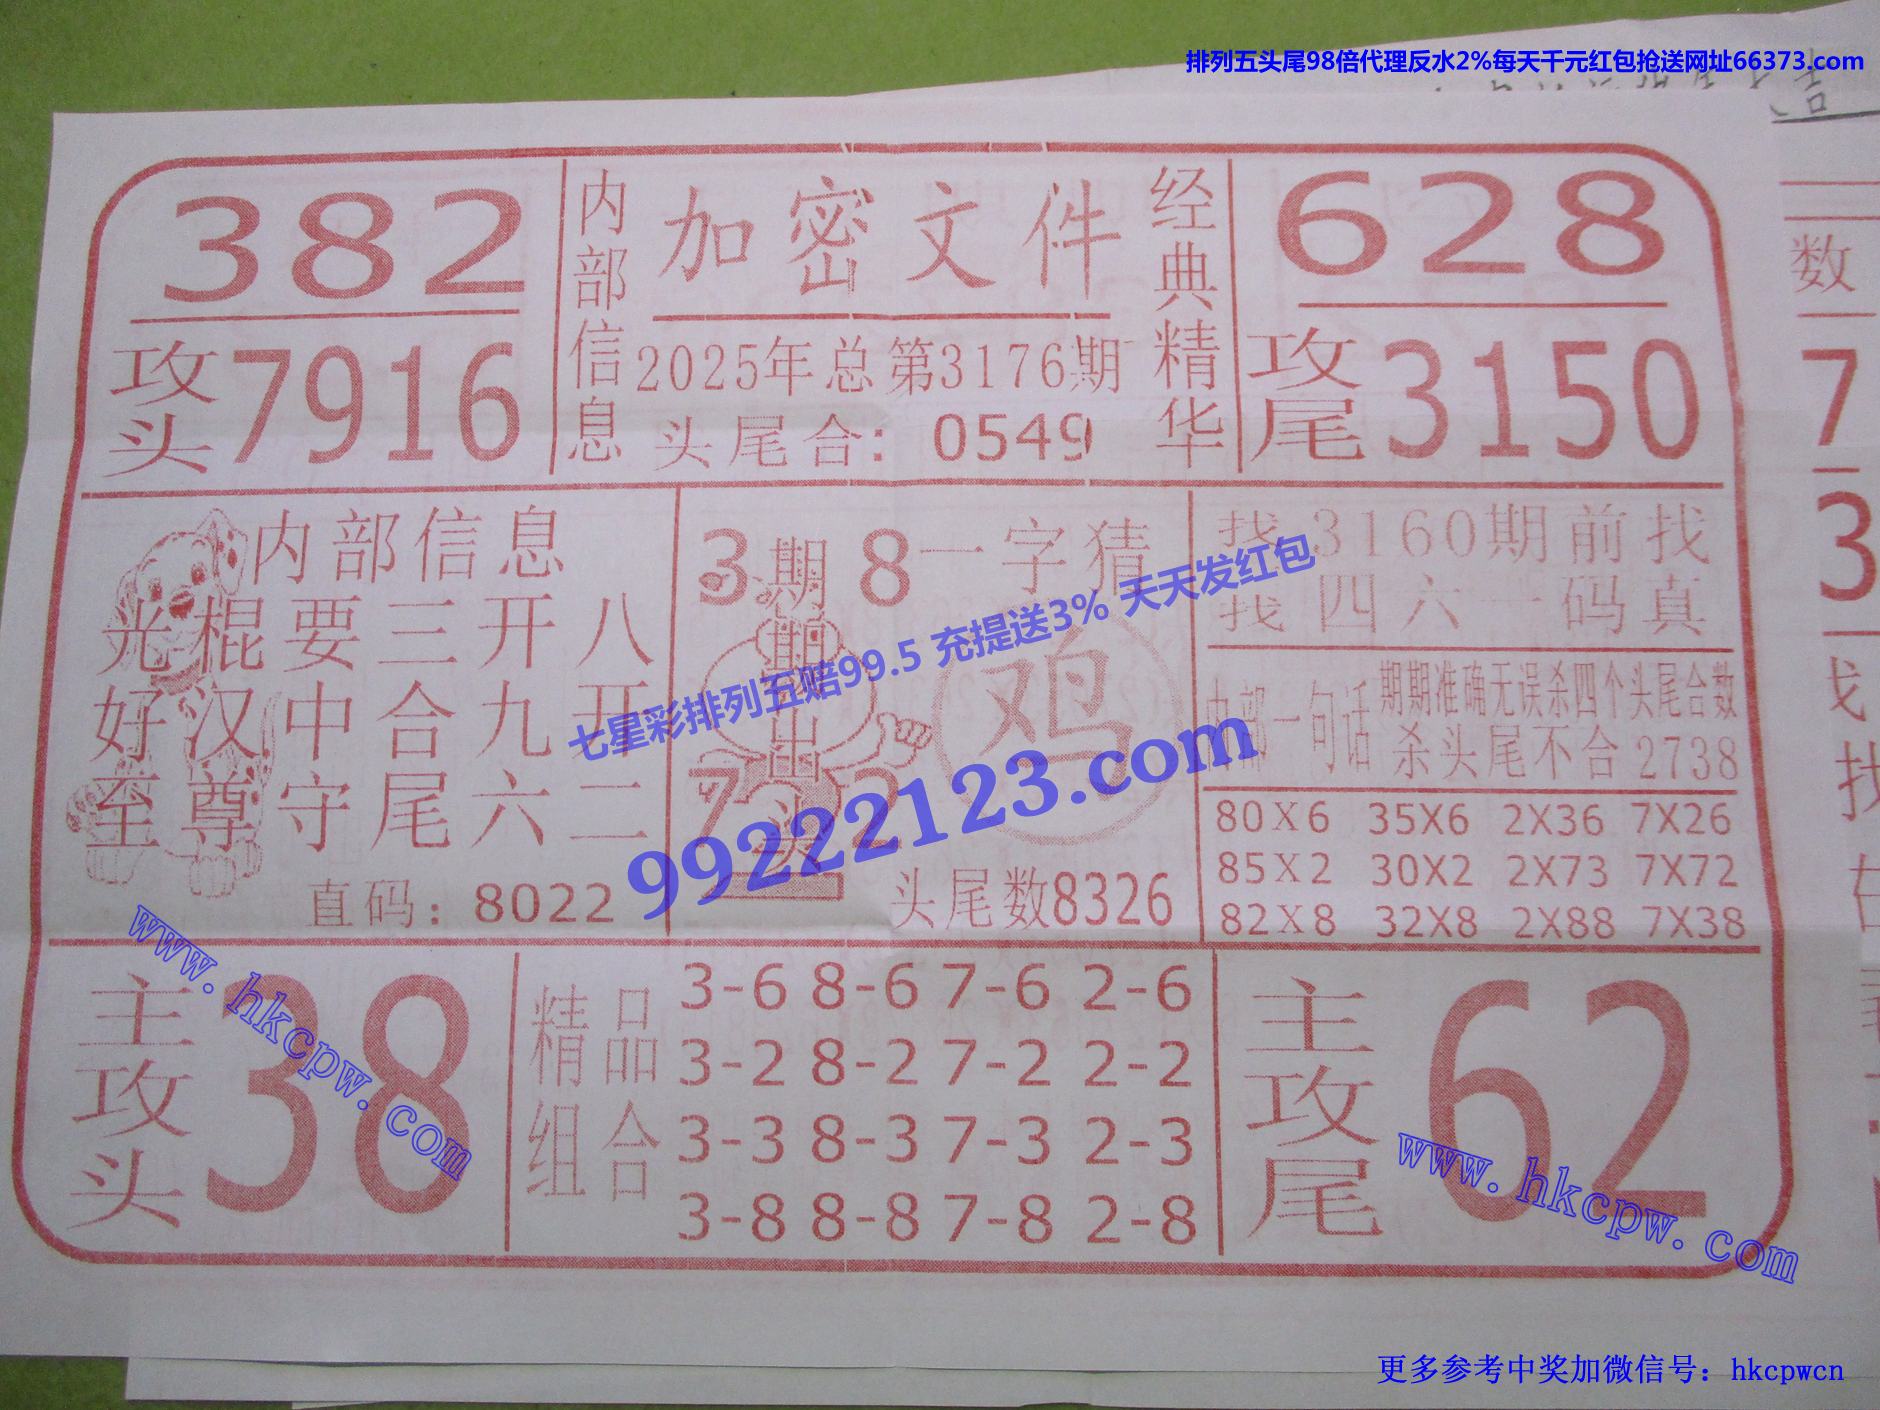 排列五头尾98倍代理反水2%每天千元红包抢送网址66373.com
382
攻头 7916
内部信息
加密文件
2025年总第3176期
头尾合：0549
经典精华
628
攻尾 3150
内部信息
光棍要三开八
好汉中合九开
至尊守尾六二
直码：8022
3 8
期期出
7 2
一字猜
鸡
头尾数8326
找3160期前找
找四六一码真
内部一句话
期期准确无误杀四个头尾合数
杀头尾不合2738
80X6 35X6 2X36 7X26
85X2 30X2 2X73 7X72
82X8 32X8 2X88 7X38
主攻头 38
精品组合
3-6 8-6 7-6 2-6
3-2 8-2 7-2 2-2
3-3 8-3 7-3 2-3
3-8 8-8 7-8 2-8
主攻尾 62
七星彩排列五赔99.5 充提送3% 天天发红包
99222123.com
www.hkcpw.com
www.hkcpw.com
数
7
3
找
更多参考中奖加微信号：hkcpwcn